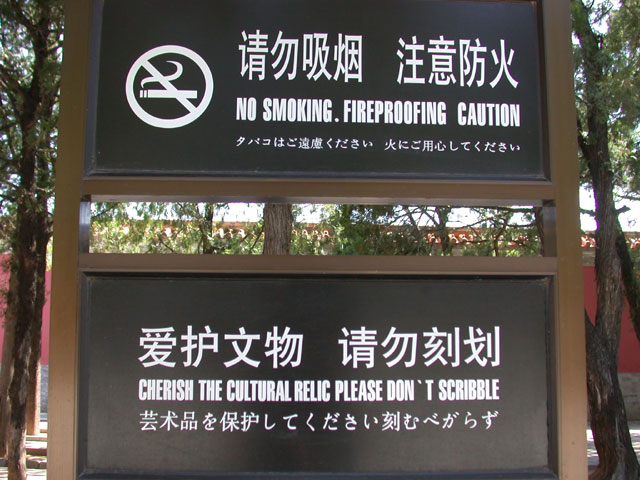 请勿吸烟 注意防火
NO SMOKING. FIREPROOFING CAUTION
タバコはご遠慮ください 火にご用心してください
爱护文物 请勿刻划
CHERISH THE CULTURAL RELIC PLEASE DON`T SCRIBBLE
芸术品を保护してください刻むべがらず